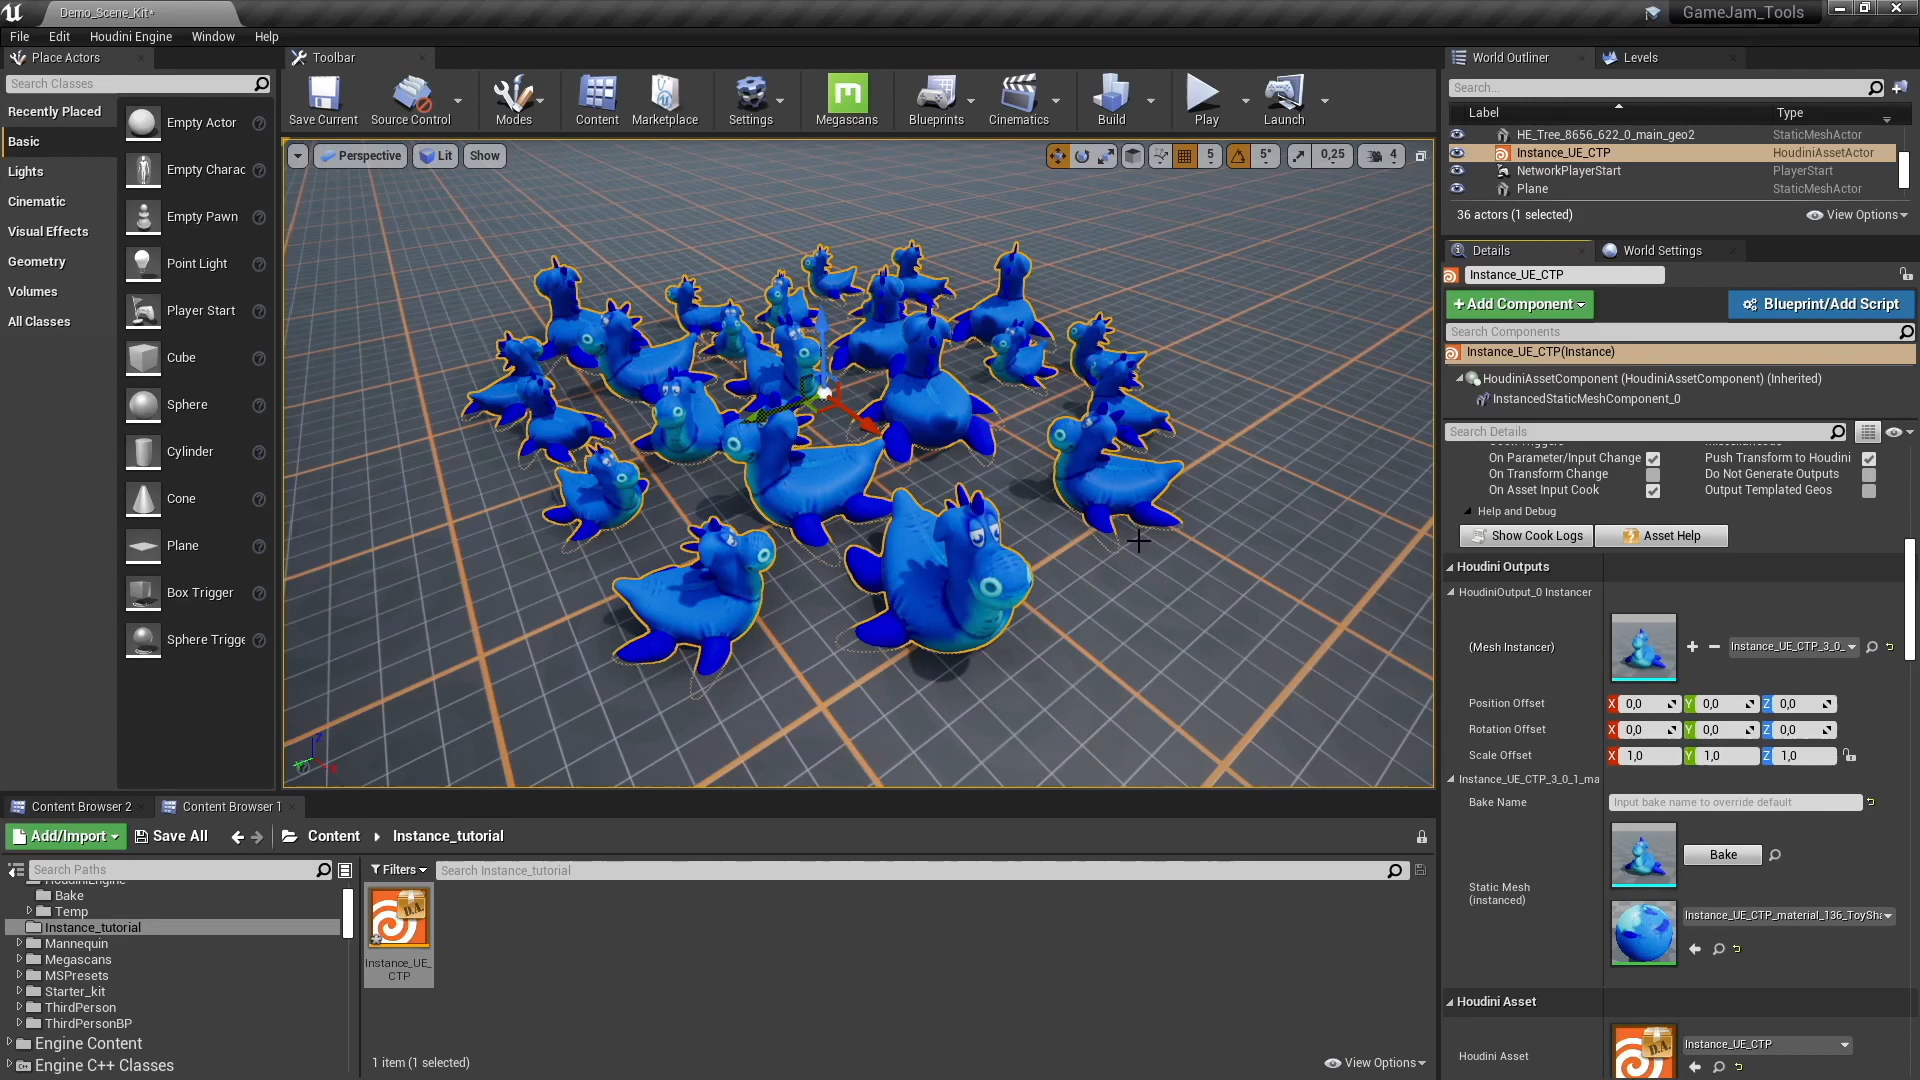 Demo_Scene_Kit*
GameJam_Tools
File Edit Houdini Engine Window Help
Place Actors
Search Classes
Recently Placed
Basic
Lights
Cinematic
Visual Effects
Geometry
Volumes
All Classes
Empty Actor
Empty Charac
Empty Pawn
Point Light
Player Start
Cube
Sphere
Cylinder
Cone
Plane
Box Trigger
Sphere Trigge
Toolbar
Save Current Source Control Modes Content Marketplace Settings Megascans Blueprints Cinematics Build Play Launch
Perspective Lit Show
5 5° 0,25 4
World Outliner Levels
Search...
Label Type
HE_Tree_8656_622_0_main_geo2 StaticMeshActor
Instance_UE_CTP HoudiniAssetActor
NetworkPlayerStart PlayerStart
Plane StaticMeshActor
36 actors (1 selected) View Options
Details World Settings
Instance_UE_CTP
+Add Component Blueprint/Add Script
Search Components
Instance_UE_CTP(Instance)
HoudiniAssetComponent (HoudiniAssetComponent) (Inherited)
InstancedStaticMeshComponent_0
Search Details
On Parameter/Input Change Push Transform to Houdini
On Transform Change Do Not Generate Outputs
On Asset Input Cook Output Templated Geos
Help and Debug
Show Cook Logs Asset Help
Houdini Outputs
HoudiniOutput_0 Instancer
(Mesh Instancer) Instance_UE_CTP_3_0_
Position Offset X 0,0 Y 0,0 Z 0,0
Rotation Offset X 0,0 Y 0,0 Z 0,0
Scale Offset X 1,0 Y 1,0 Z 1,0
Instance_UE_CTP_3_0_1_ma
Bake Name Input bake name to override default
Bake
Static Mesh
(instanced)
Instance_UE_CTP_material_136_ToySha
Houdini Asset
Houdini Asset Instance_UE_CTP
D.A.
Content Browser 2 Content Browser 1
Add/Import Save All Content Instance_tutorial
Search Paths
Filters Search Instance_tutorial
HoudiniEngine
Bake
Temp
Instance_tutorial
Mannequin
Megascans
MSPresets
Starter_kit
ThirdPerson
ThirdPersonBP
Engine Content
Engine C++ Classes
D.A.
Instance_UE_
CTP
1 item (1 selected) View Options